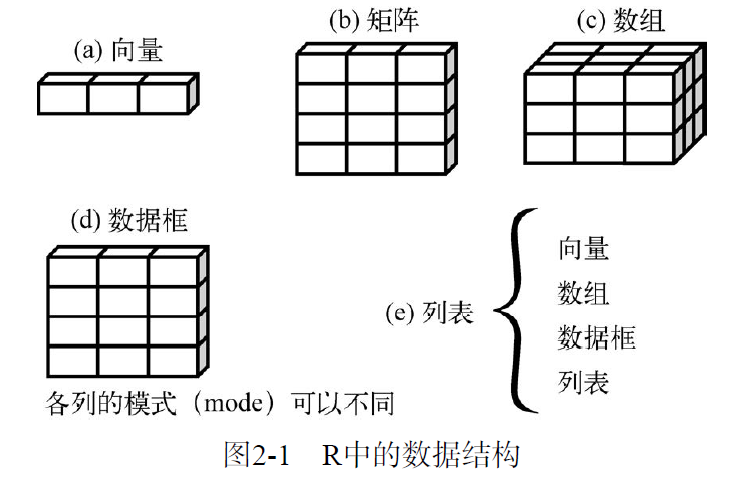 (a) 向量
(b) 矩阵
(c) 数组
(d) 数据框
各列的模式（mode）可以不同
(e) 列表
向量
数组
数据框
列表
图2-1 R中的数据结构